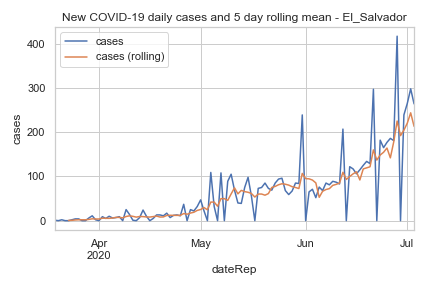 New COVID-19 daily cases and 5 day rolling mean - El_Salvador
cases
cases (rolling)
400
300
200
100
0
cases
Apr
2020
May
Jun
Jul
dateRep